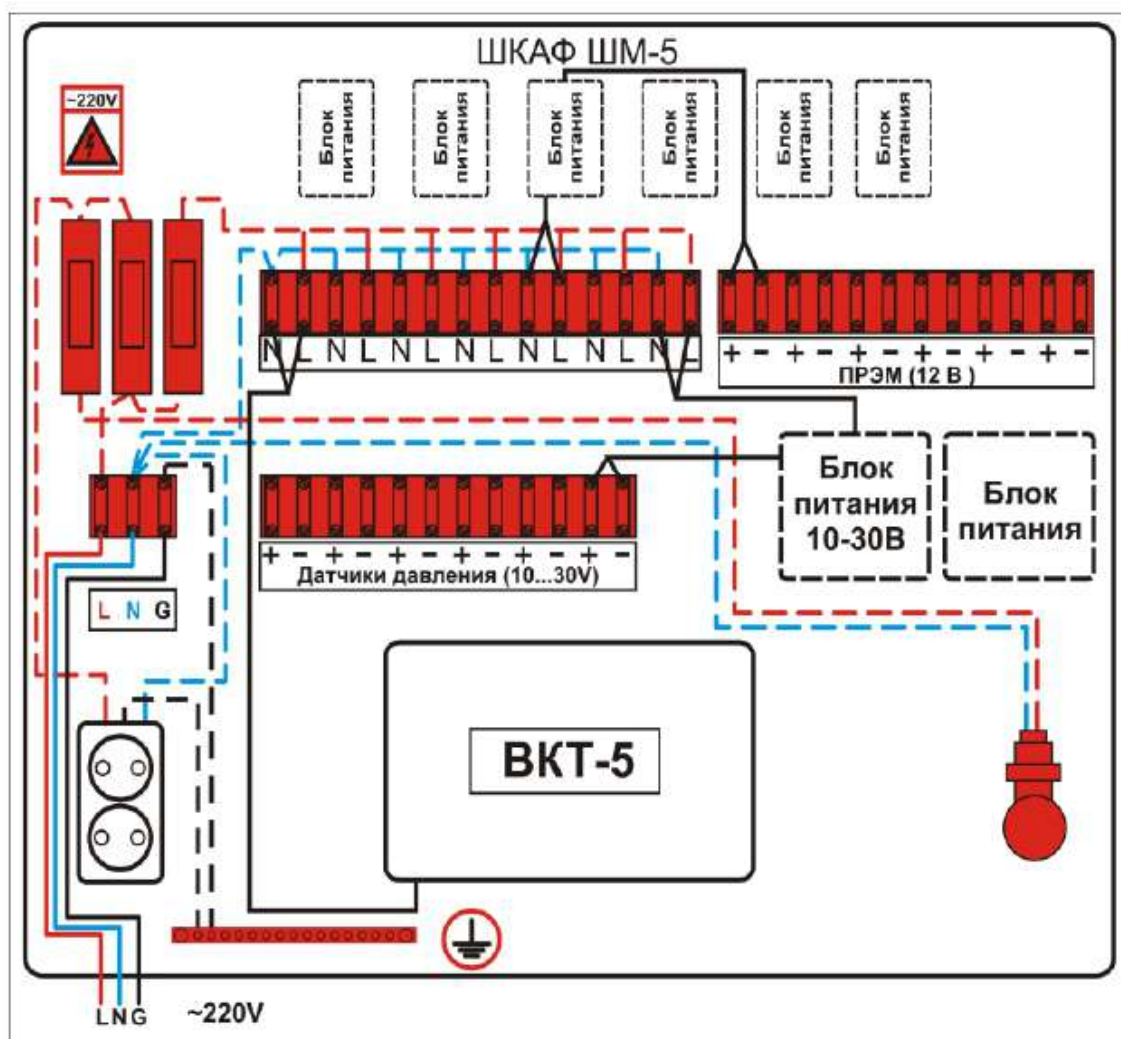 ШКАФ ШМ-5
~220V
Блок
питания
Блок
питания
Блок
питания
Блок
питания
Блок
питания
Блок
питания
N L N L N L N L N L N L N L
+ - + - + - + - + - + -
ПРЭМ (12 В )
Блок
питания
10-30В
Блок
питания
+ - + - + - + - + - + -
Датчики давления (10...30V)
L N G
ВКТ-5
LNG ~220V